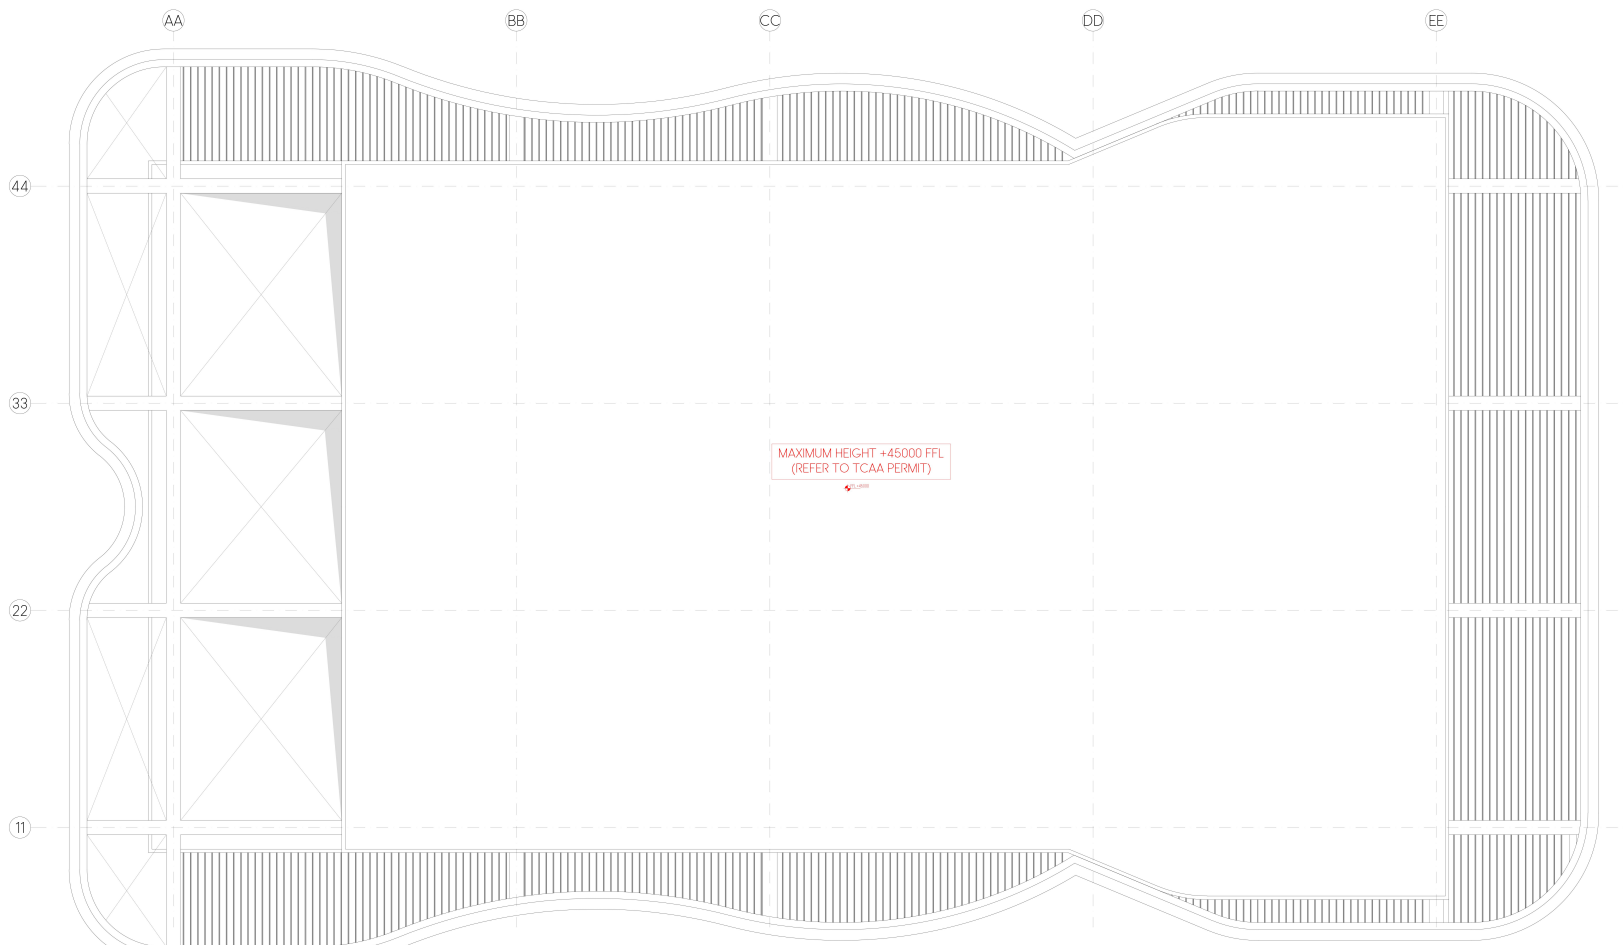 AA BB CC DD EE
44
33
MAXIMUM HEIGHT +45000 FFL
(REFER TO TCAA PERMIT)
22
11